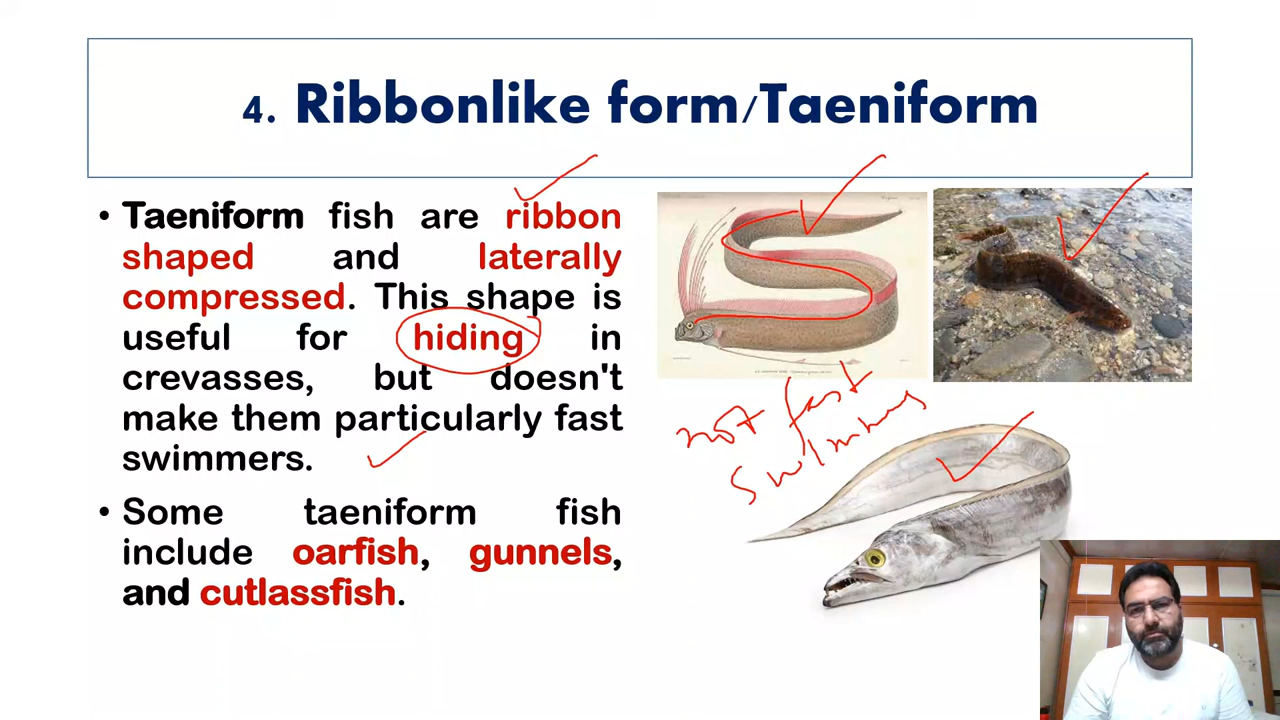 4. Ribbonlike form/Taeniform
• Taeniform fish are ribbon
shaped and laterally
compressed. This shape is
useful for hiding in
crevasses, but doesn't
make them particularly fast
swimmers.
• Some taeniform fish
include oarfish, gunnels,
and cutlassfish.
not fast
swimmers